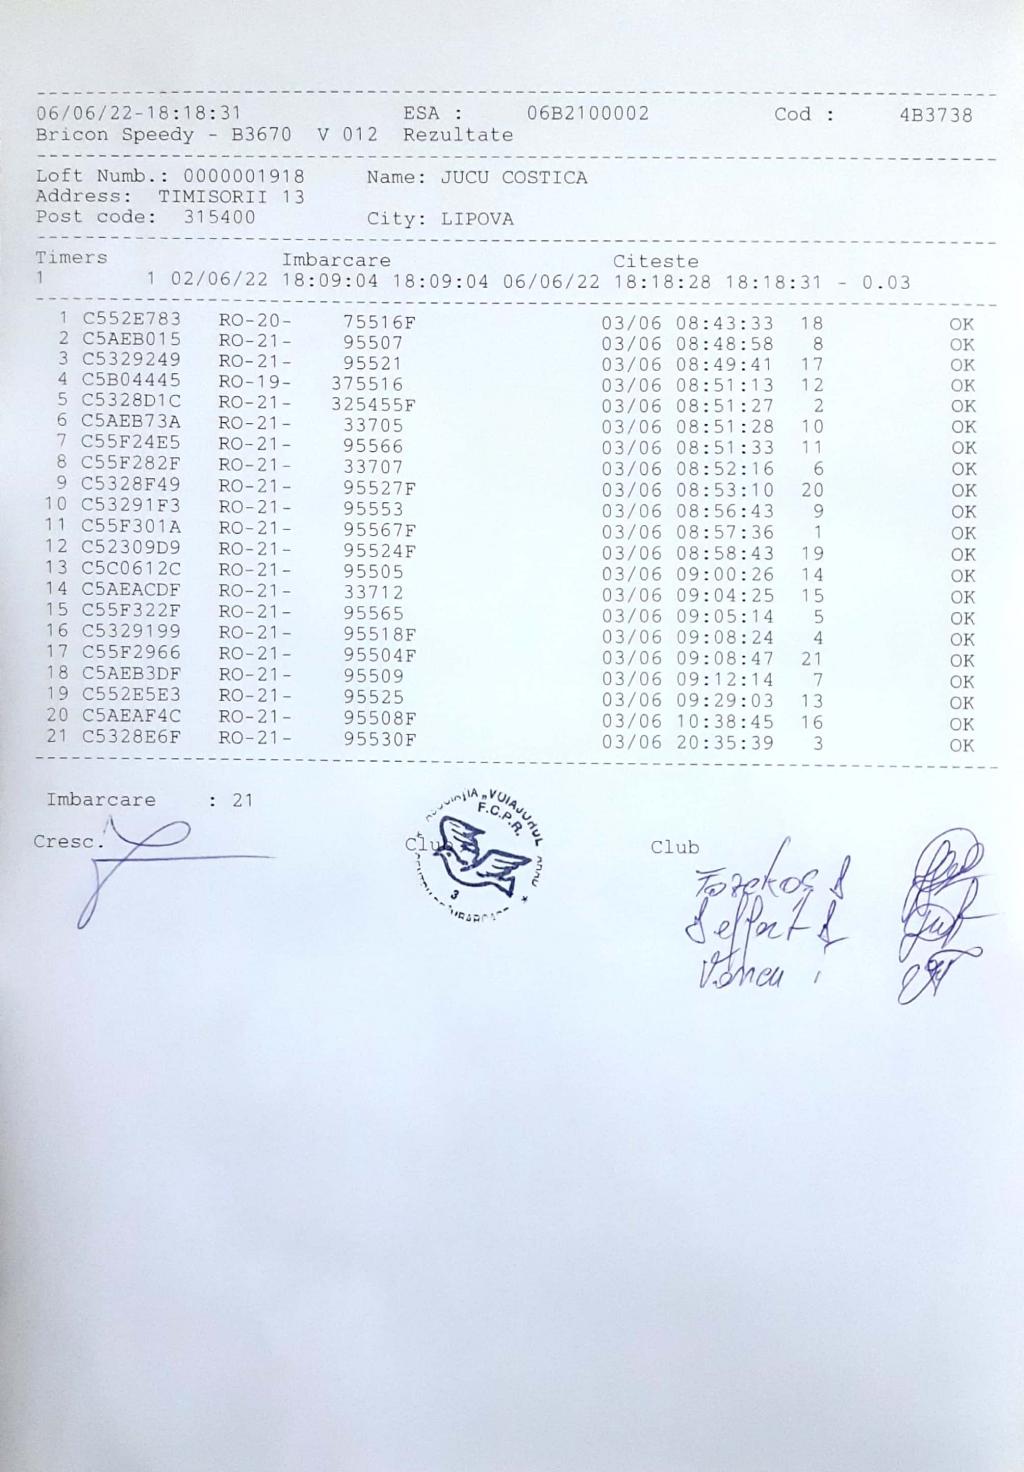 06/06/22-18:18:31 ESA : 06B2100002 Cod : 4B3738
Bricon Speedy - B3670 V 012 Rezultate
Loft Numb.: 0000001918 Name: JUCU COSTICA
Address: TIMISORII 13
Post code: 315400 City: LIPOVA
Timers Imbarcare Citeste
1 1 02/06/22 18:09:04 18:09:04 06/06/22 18:18:28 18:18:31 - 0.03
1 C552E783 RO-20- 75516F 03/06 08:43:33 18 OK
2 C5AEB015 RO-21- 95507 03/06 08:48:58 8 OK
3 C5329249 RO-21- 95521 03/06 08:49:41 17 OK
4 C5B04445 RO-19- 375516 03/06 08:51:13 12 OK
5 C5328D1C RO-21- 325455F 03/06 08:51:27 2 OK
6 C5AEB73A RO-21- 33705 03/06 08:51:28 10 OK
7 C55F24E5 RO-21- 95566 03/06 08:51:33 11 OK
8 C55F282F RO-21- 33707 03/06 08:52:16 6 OK
9 C5328F49 RO-21- 95527F 03/06 08:53:10 20 OK
10 C53291F3 RO-21- 95553 03/06 08:56:43 9 OK
11 C55F301A RO-21- 95567F 03/06 08:57:36 1 OK
12 C52309D9 RO-21- 95524F 03/06 08:58:43 19 OK
13 C5C0612C RO-21- 95505 03/06 09:00:26 14 OK
14 C5AEACDF RO-21- 33712 03/06 09:04:25 15 OK
15 C55F322F RO-21- 95565 03/06 09:05:14 5 OK
16 C5329199 RO-21- 95518F 03/06 09:08:24 4 OK
17 C55F2966 RO-21- 95504F 03/06 09:08:47 21 OK
18 C5AEB3DF RO-21- 95509 03/06 09:12:14 7 OK
19 C552E5E3 RO-21- 95525 03/06 09:29:03 13 OK
20 C5AEAF4C RO-21- 95508F 03/06 10:38:45 16 OK
21 C5328E6F RO-21- 95530F 03/06 20:35:39 3 OK
Imbarcare : 21
Cresc. Club Club
F.C.P.R.
3